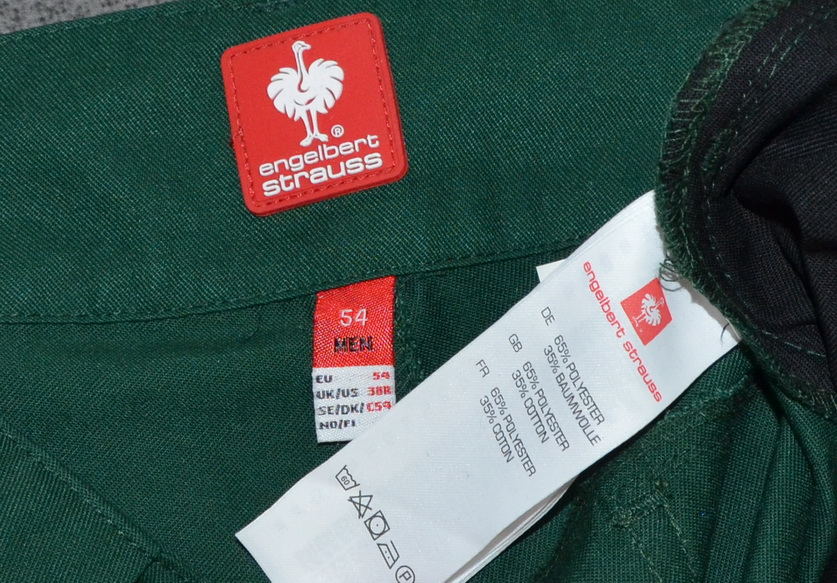 ®
engelbert
strauss
54
MEN
EU 54
UK/US 38R
SE/DK/ C54
NO/FI
engelbert strauss
DE 65% POLYESTER
35% BAUMWOLLE
GB 65% POLYESTER
35% COTTON
FR 65% POLYESTER
35% COTON
60
P